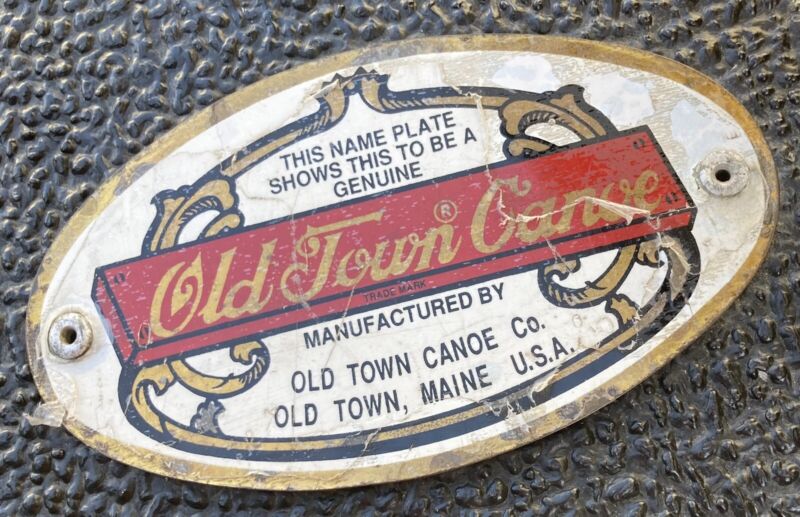 THIS NAME PLATE
SHOWS THIS TO BE A
GENUINE
"Old Town® Canoe"
TRADE MARK
MANUFACTURED BY
OLD TOWN CANOE Co.
OLD TOWN, MAINE U.S.A.